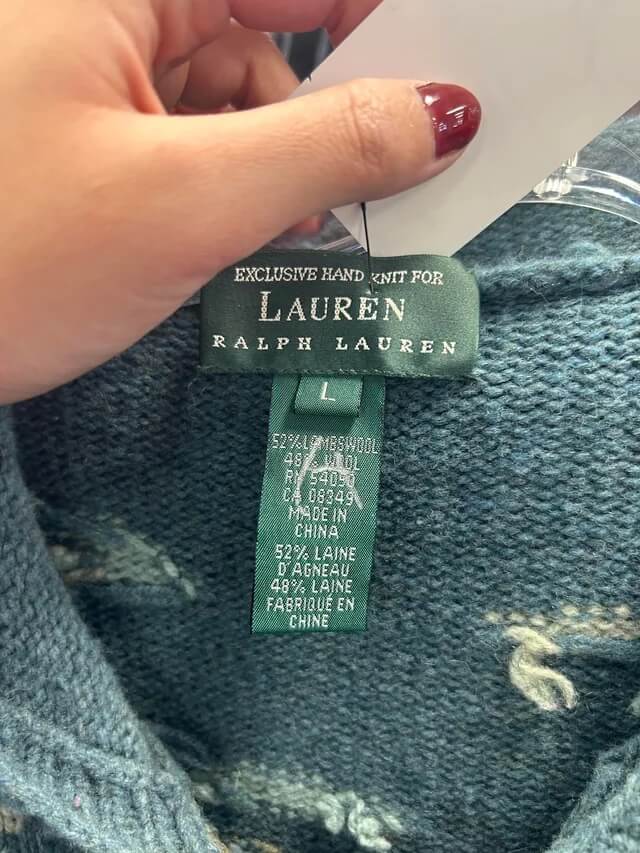 EXCLUSIVE HAND KNIT FOR
LAUREN
RALPH LAUREN
L
52% LAMBSWOOL
48% WOOL
RN 54050
CA 08349
MADE IN
CHINA
52% LAINE
D'AGNEAU
48% LAINE
FABRIQUÉ EN
CHINE